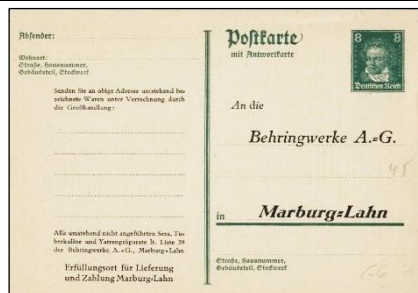 Absender:
Wohnort:
Straße, Hausnummer,
Gebäudeteil, Stockwerk
Senden Sie an obige Adresse umstehend be-
zeichnete Waren unter Verrechnung durch
die Großhandlung:
Alle umstehend nicht angeführten Sera, Tu-
berkuline und Yatrenpräparate lt. Liste 39
der Behringwerke A.=G., Marburg=Lahn
Erfüllungsort für Lieferung
und Zahlung Marburg=Lahn
Postkarte
mit Antwortkarte
8 8
Deutsches Reich
An die
Behringwerke A.=G.
45
in Marburg=Lahn
Straße, Hausnummer,
Gebäudeteil, Stockwerk